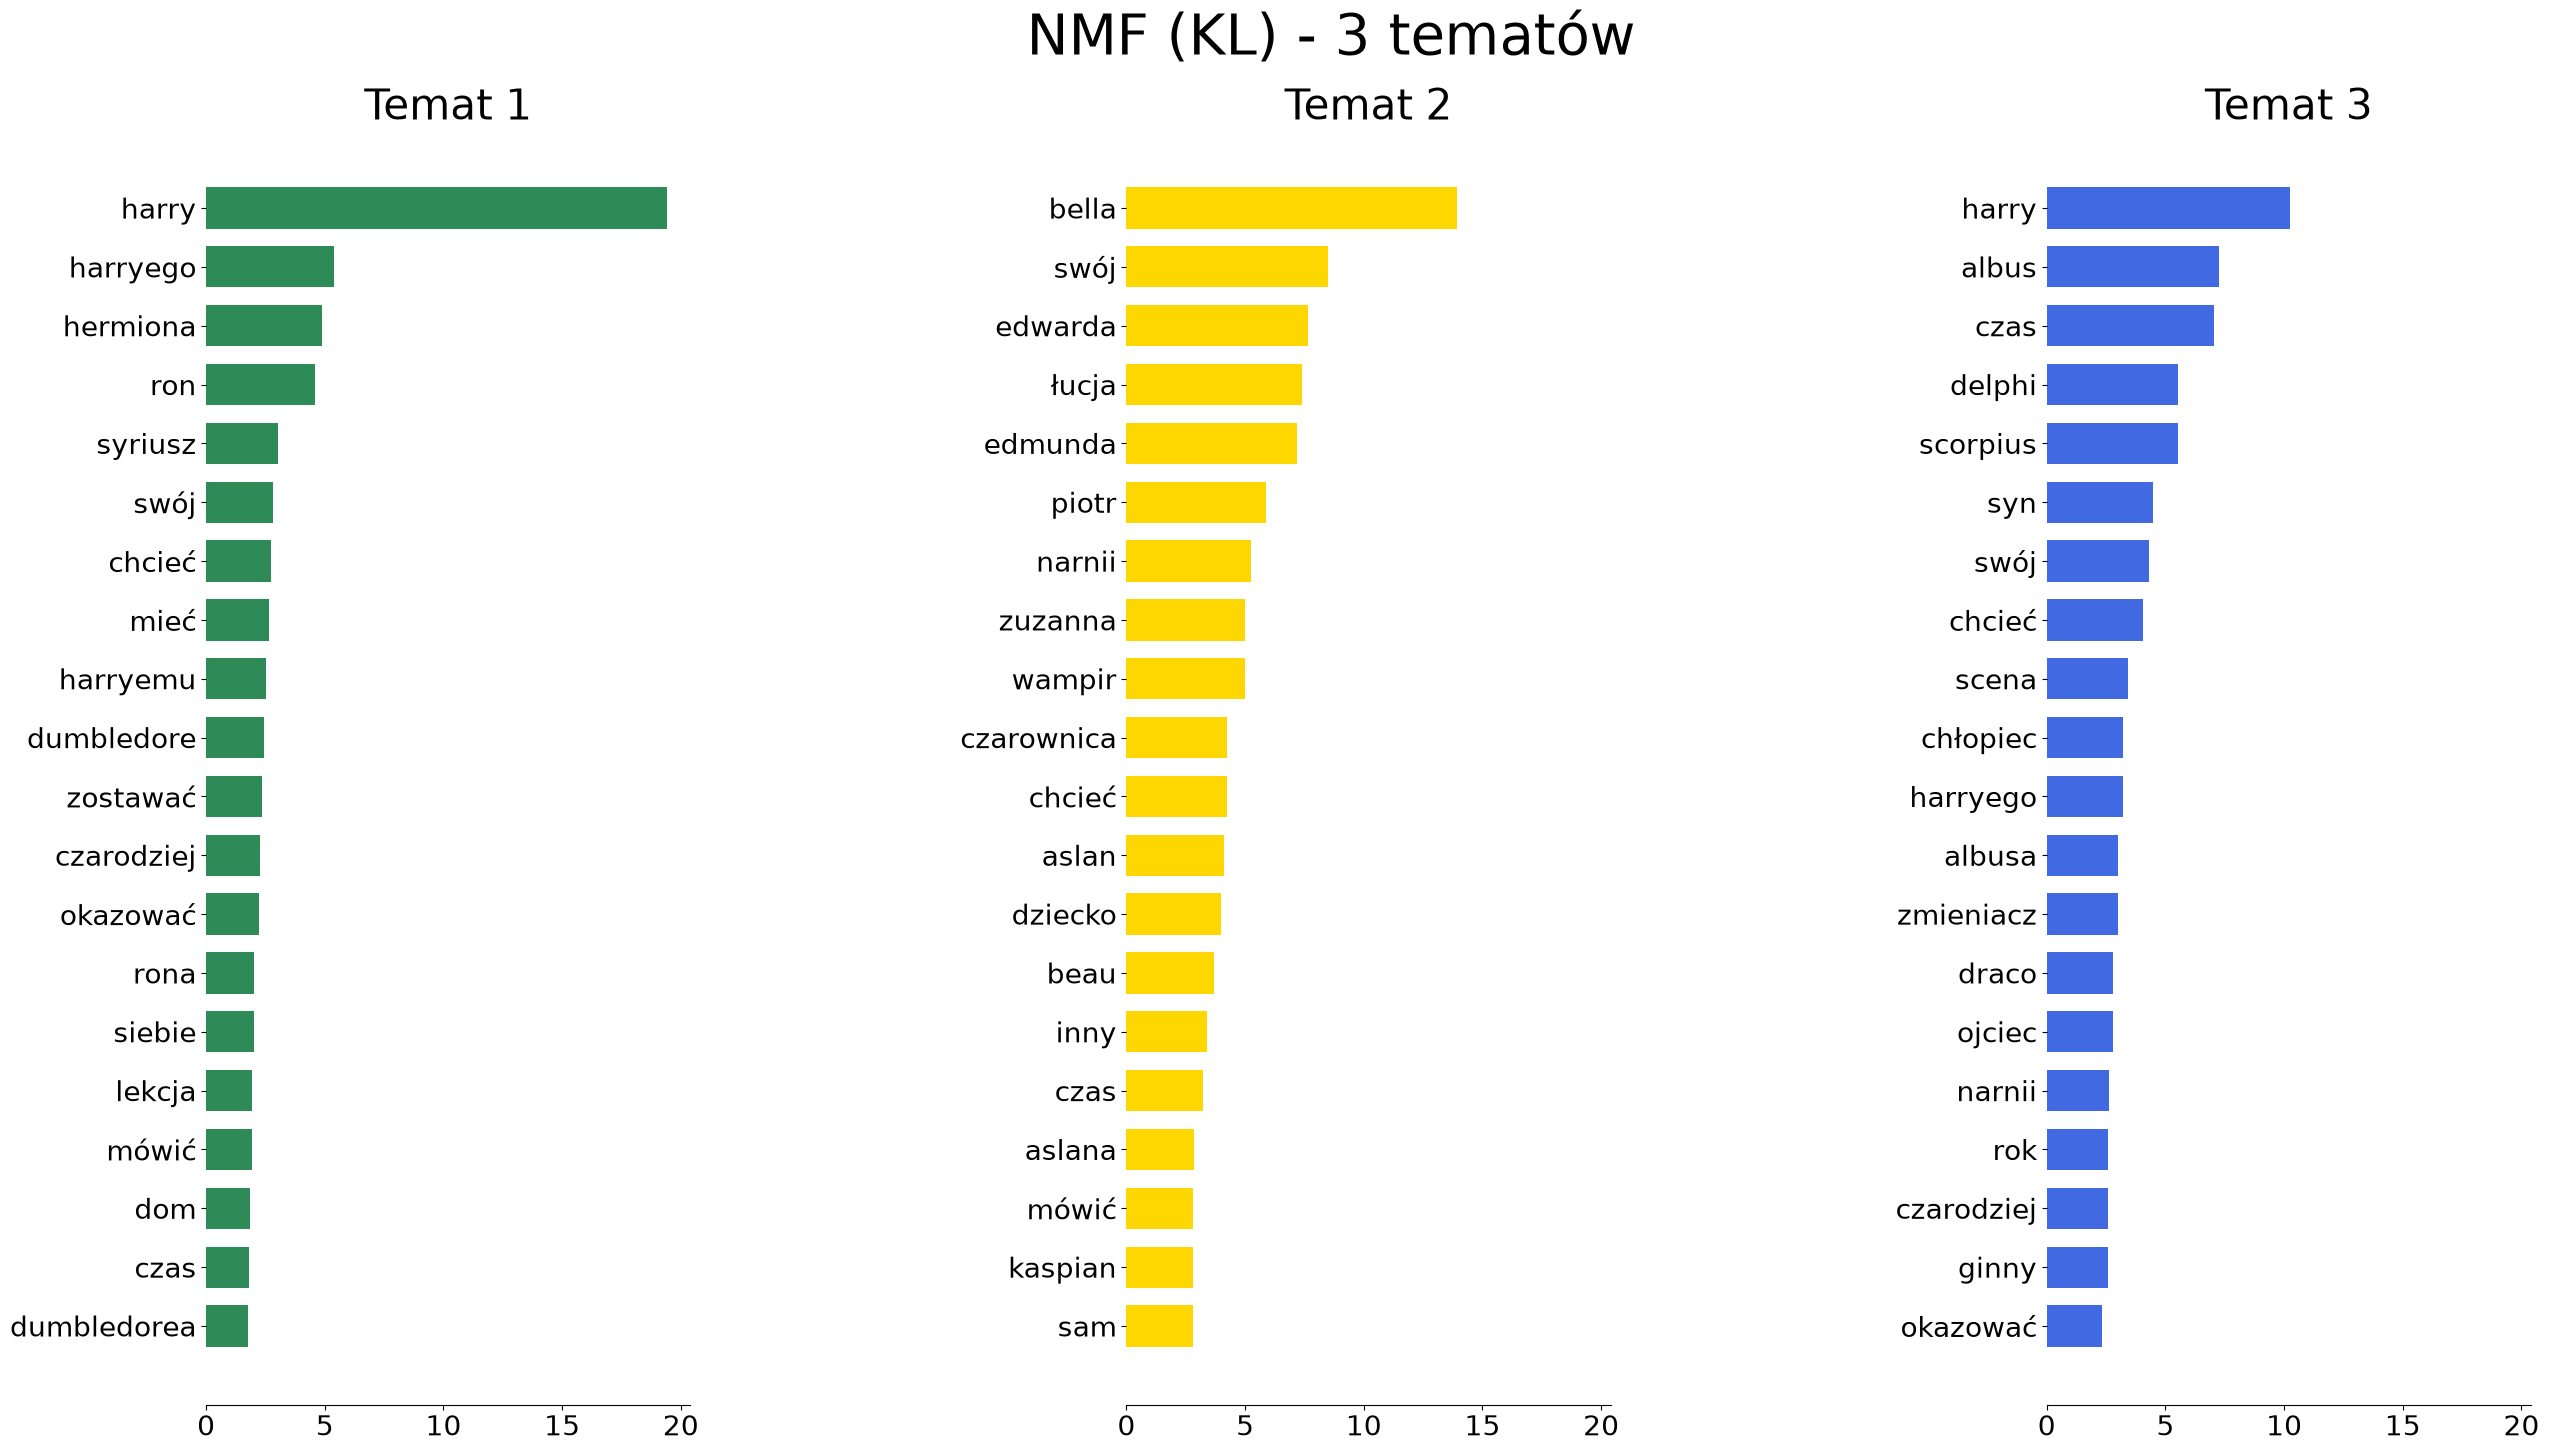 NMF (KL) - 3 tematów
Temat 1
harry
harryego
hermiona
ron
syriusz
swój
chcieć
mieć
harryemu
dumbledore
zostawać
czarodziej
okazować
rona
siebie
lekcja
mówić
dom
czas
dumbledorea
0 5 10 15 20
Temat 2
bella
swój
edwarda
łucja
edmunda
piotr
narnii
zuzanna
wampir
czarownica
chcieć
aslan
dziecko
beau
inny
czas
aslana
mówić
kaspian
sam
0 5 10 15 20
Temat 3
harry
albus
czas
delphi
scorpius
syn
swój
chcieć
scena
chłopiec
harryego
albusa
zmieniacz
draco
ojciec
narnii
rok
czarodziej
ginny
okazować
0 5 10 15 20